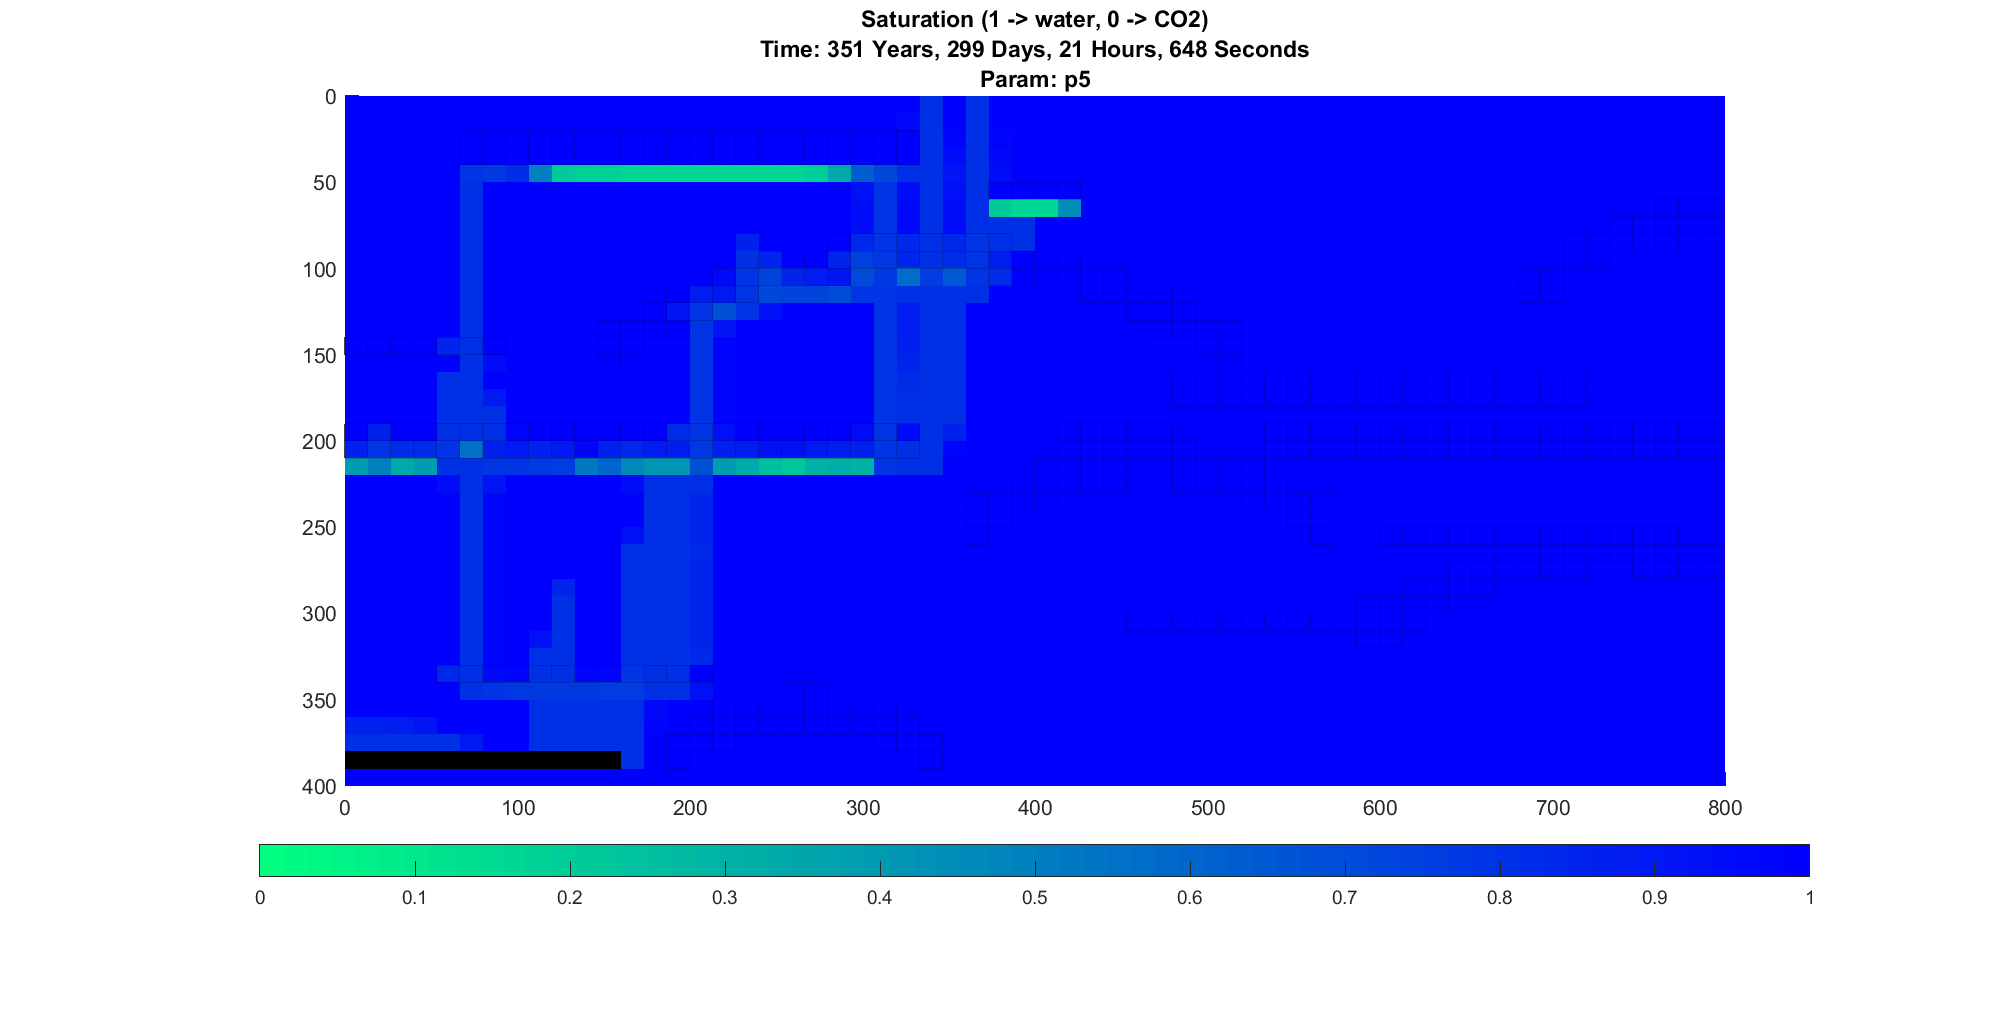 Saturation (1 -> water, 0 -> CO2)
Time: 351 Years, 299 Days, 21 Hours, 648 Seconds
Param: p5
0
50
100
150
200
250
300
350
400
0 100 200 300 400 500 600 700 800
0 0.1 0.2 0.3 0.4 0.5 0.6 0.7 0.8 0.9 1